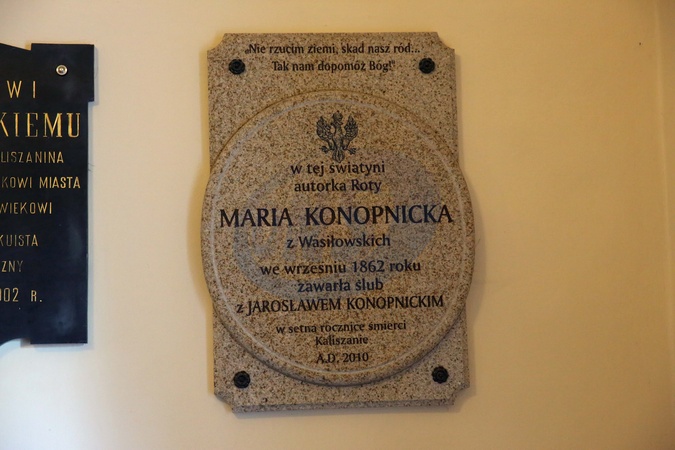 WI
KIEMU
LISZANINA
KOWI MIASTA
WIEKOWI
KUISTA
ZNY
002 R.
„Nie rzucim ziemi, skąd nasz ród...
Tak nam dopomóż Bóg!"
w tej świątyni
autorka Roty
MARIA KONOPNICKA
z Wasiłowskich
we wrześniu 1862 roku
zawarła ślub
z JAROSŁAWEM KONOPNICKIM
w setną rocznicę śmierci
Kaliszanie
A.D. 2010